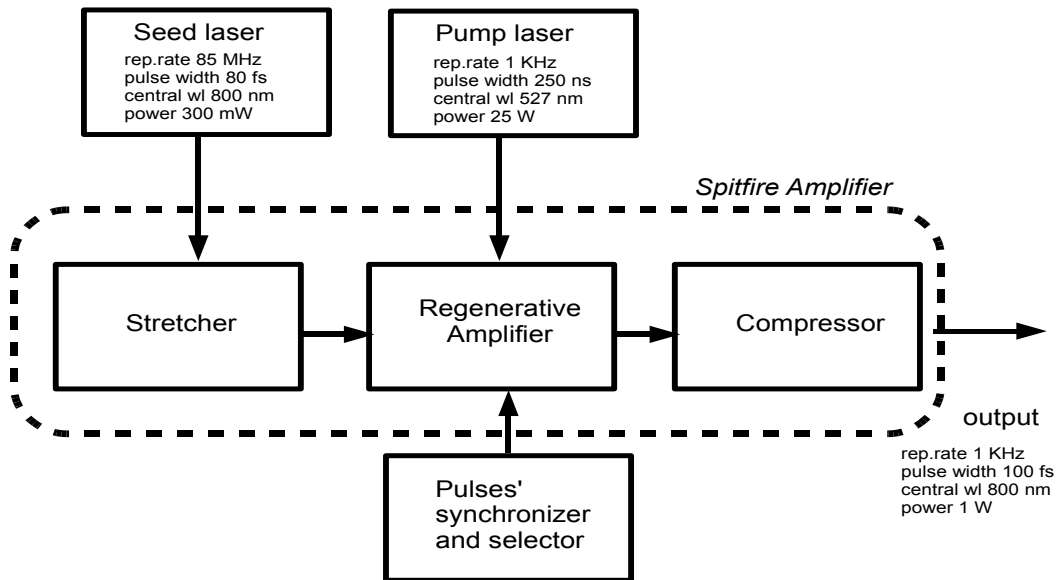 Seed laser
rep.rate 85 MHz
pulse width 80 fs
central wl 800 nm
power 300 mW
Pump laser
rep.rate 1 KHz
pulse width 250 ns
central wl 527 nm
power 25 W
Spitfire Amplifier
Stretcher
Regenerative
Amplifier
Compressor
output
rep.rate 1 KHz
pulse width 100 fs
central wl 800 nm
power 1 W
Pulses'
synchronizer
and selector